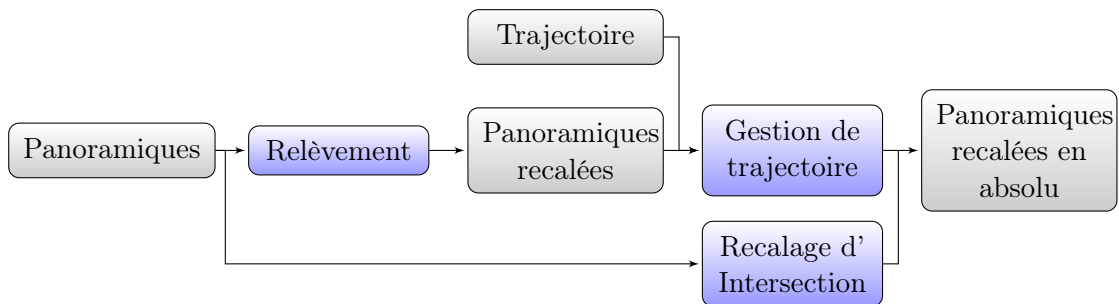 Trajectoire
Panoramiques
Relèvement
Panoramiques
recalées
Gestion de
trajectoire
Panoramiques
recalées en
absolu
Recalage d'
Intersection